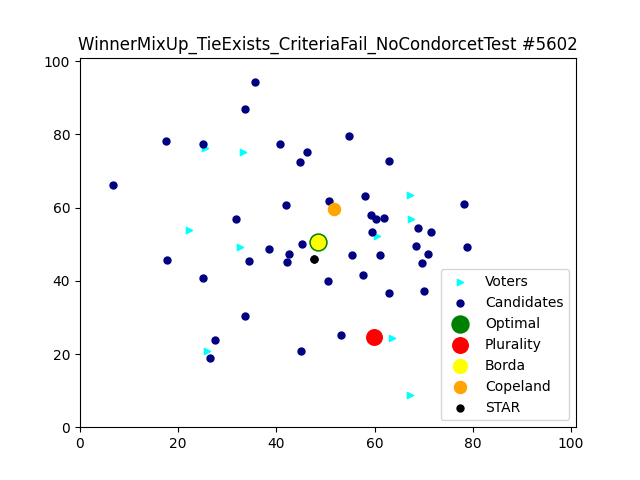 WinnerMixUp_TieExists_CriteriaFail_NoCondorcetTest #5602
100
80
60
40
20
0
0 20 40 60 80 100
Voters
Candidates
Optimal
Plurality
Borda
Copeland
STAR